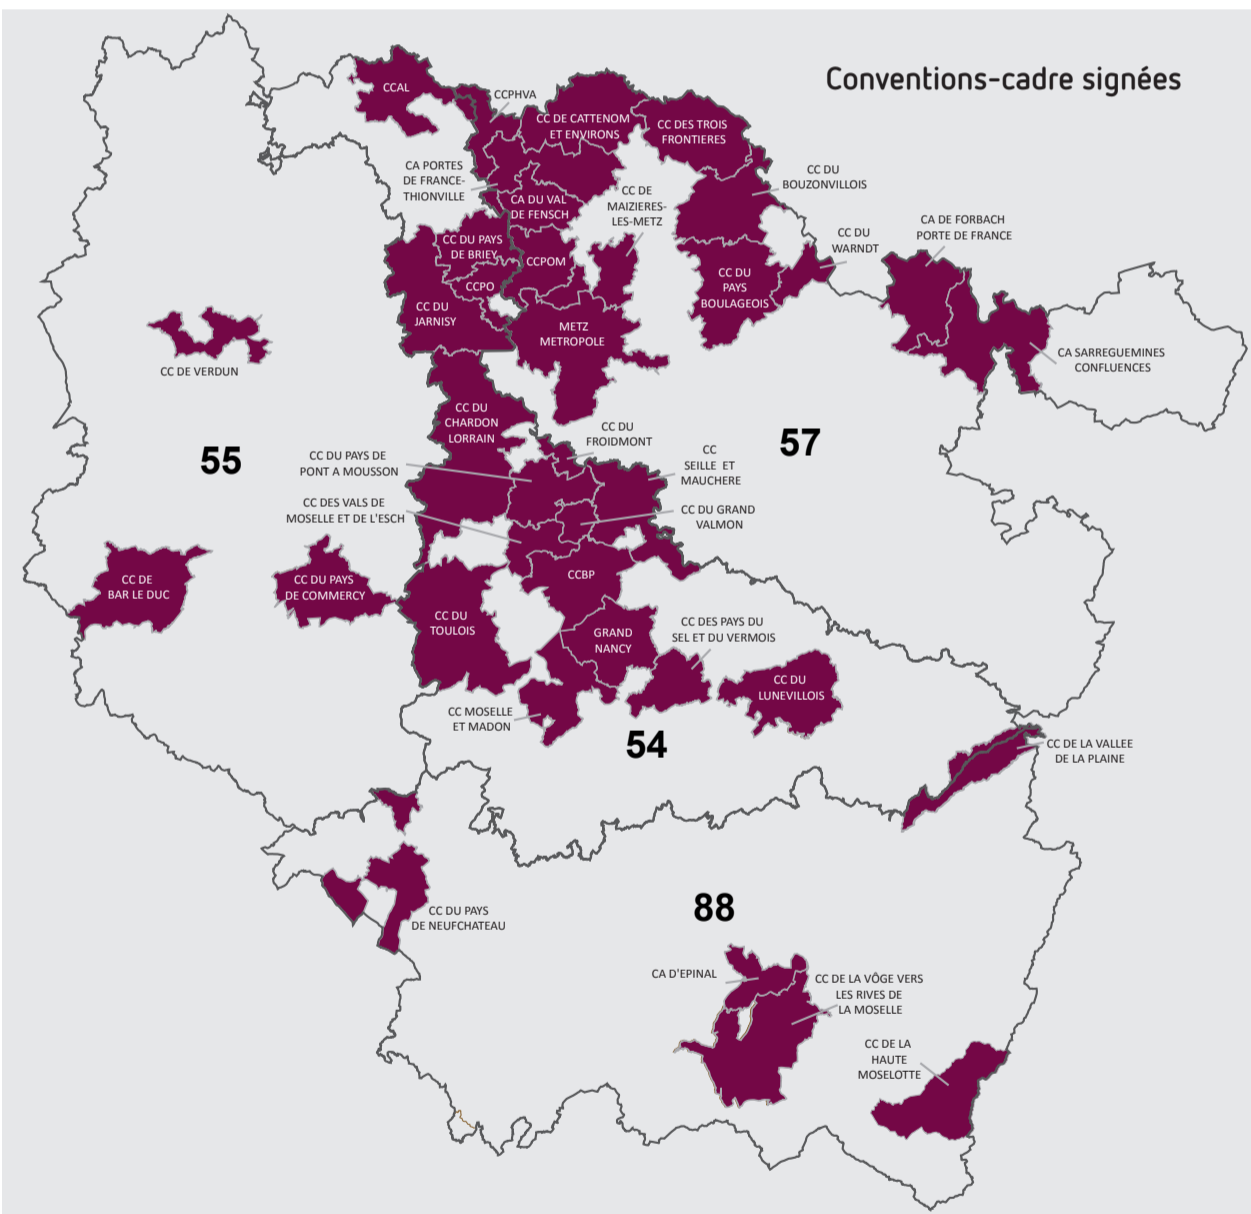 Conventions-cadre signées
CCAL
CCPHVA
CC DE CATTENOM
ET ENVIRONS
CC DES TROIS
FRONTIERES
CA PORTES
DE FRANCE-
THIONVILLE
CC DU
BOUZONVILLOIS
CA DU VAL
DE FENSCH
CC DE
MAIZIERES-
LES-METZ
CA DE FORBACH
PORTE DE FRANCE
CC DU
WARNDT
CC DU PAYS
DE BRIEY
CCPOM
CCPO
CC DU
PAYS
BOULAGEOIS
CC DU
JARNISY
METZ
METROPOLE
CA SARREGUEMINES
CONFLUENCES
CC DE VERDUN
CC DU
CHARDON
LORRAIN
CC DU
FROIDMONT
57
55
CC DU PAYS DE
PONT A MOUSSON
CC
SEILLE ET
MAUCHERE
CC DES VALS DE
MOSELLE ET DE L'ESCH
CC DU GRAND
VALMON
CC DE
BAR LE DUC
CC DU PAYS
DE COMMERCY
CCBP
CC DU
TOULOIS
GRAND
NANCY
CC DES PAYS DU
SEL ET DU VERMOIS
CC DU
LUNEVILLOIS
CC MOSELLE
ET MADON
54
CC DE LA VALLEE
DE LA PLAINE
88
CC DU PAYS
DE NEUFCHATEAU
CA D'EPINAL
CC DE LA VÔGE VERS
LES RIVES DE
LA MOSELLE
CC DE LA
HAUTE
MOSELOTTE